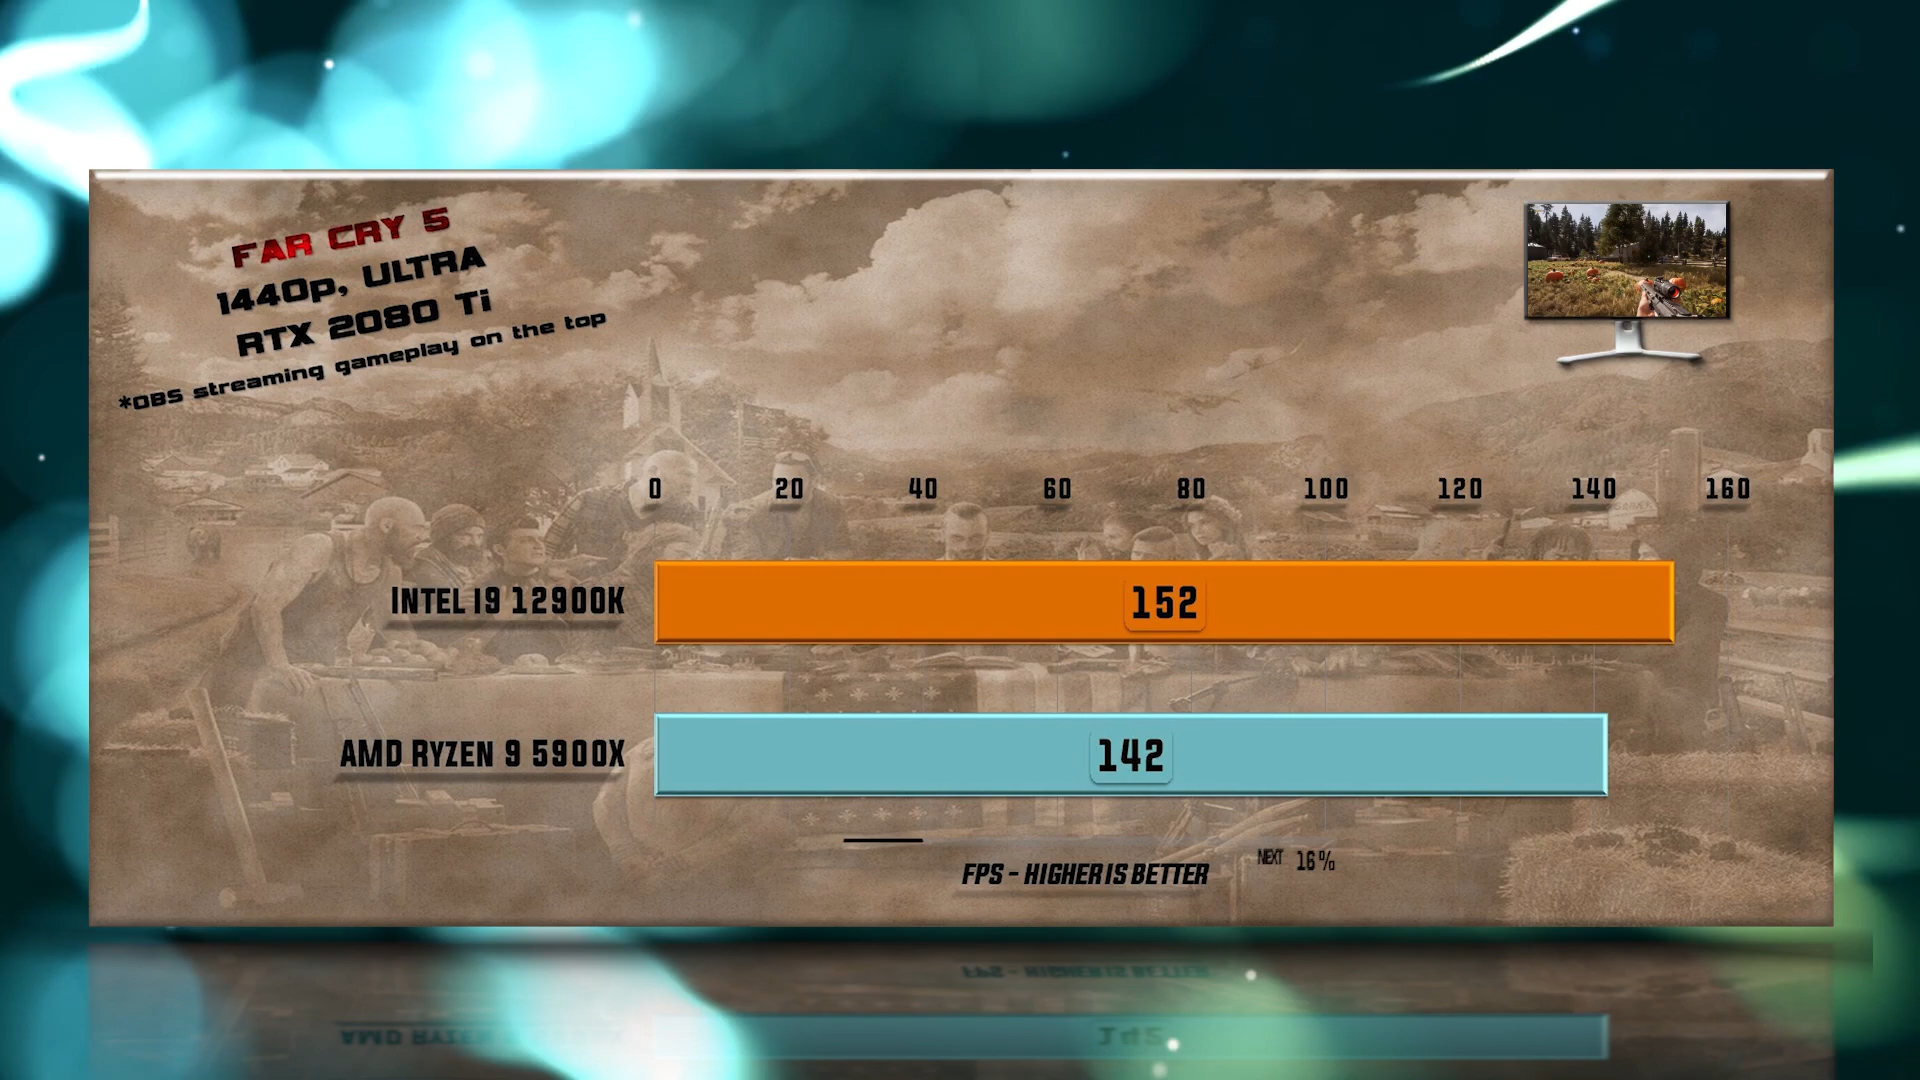 FAR CRY 5
1440p, ULTRA
RTX 2080 Ti
*OBS streaming gameplay on the top
0 20 40 60 80 100 120 140 160
INTEL I9 12900K 152
AMD RYZEN 9 5900X 142
FPS - HIGHER IS BETTER
NEXT 16%